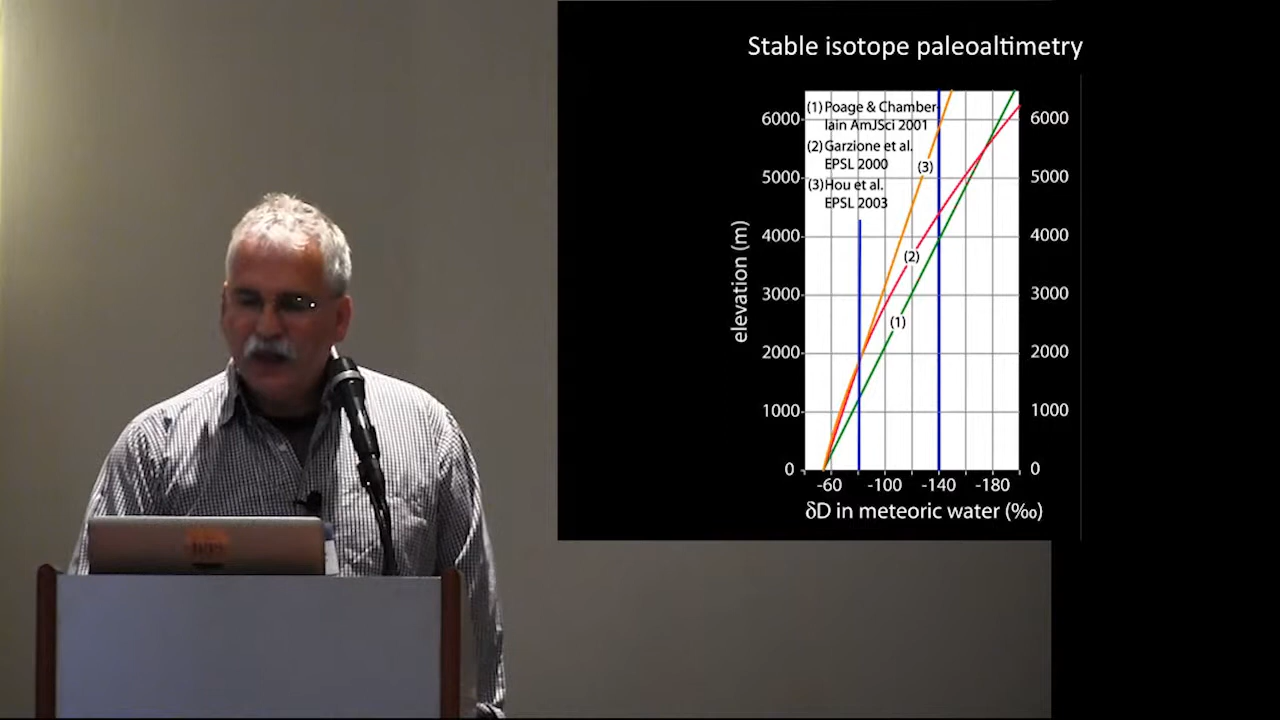 Stable isotope paleoaltimetry
(1) Poage & Chamber-
lain AmJSci 2001
(2) Garzione et al.
EPSL 2000
(3) Hou et al.
EPSL 2003
6000
5000
4000
3000
2000
1000
0
elevation (m)
(3)
(2)
(1)
6000
5000
4000
3000
2000
1000
0
-60 -100 -140 -180
δD in meteoric water (‰)